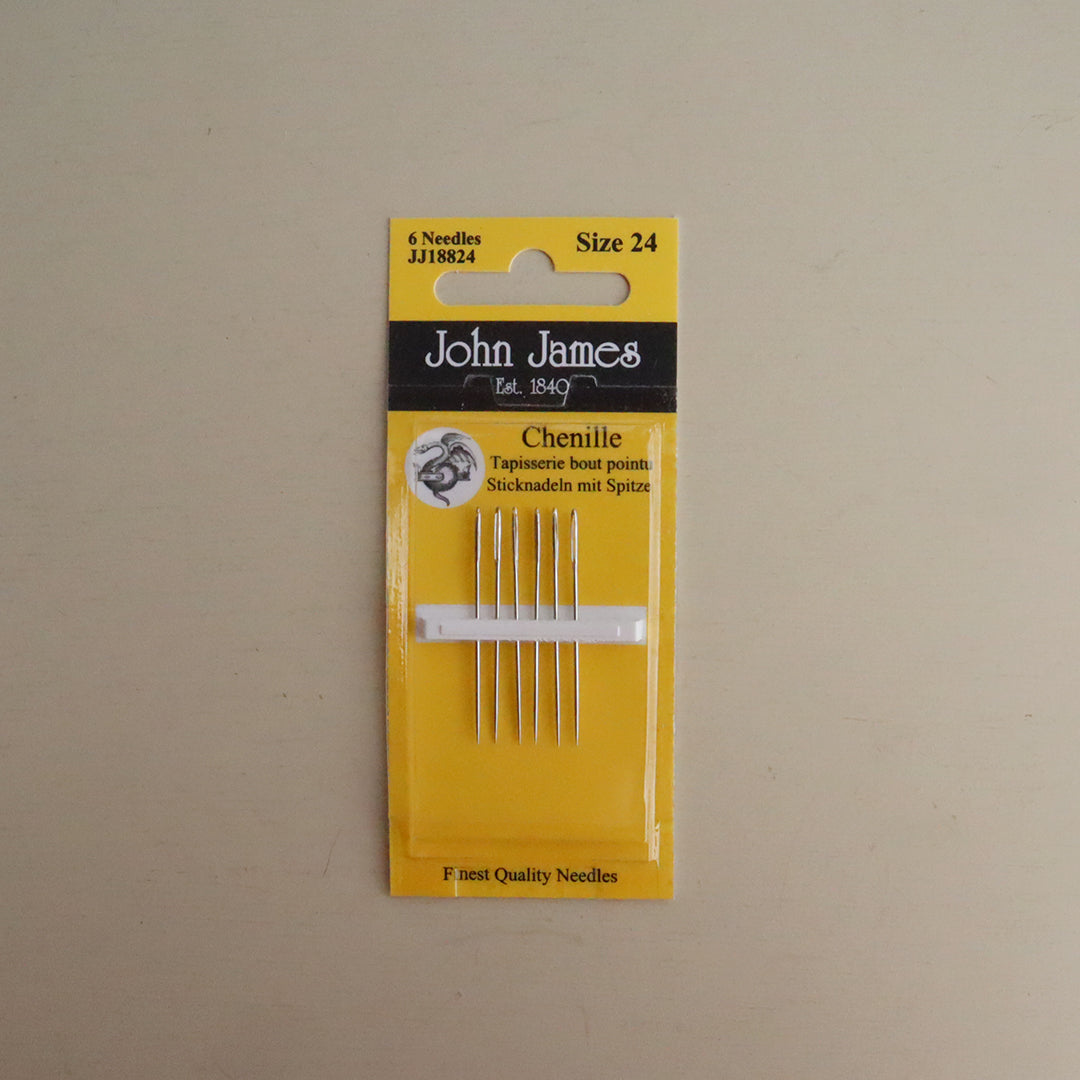 6 Needles
JJ18824
Size 24
John James
Est. 1840
Chenille
Tapisserie bout pointu
Sticknadeln mit Spitze
Finest Quality Needles